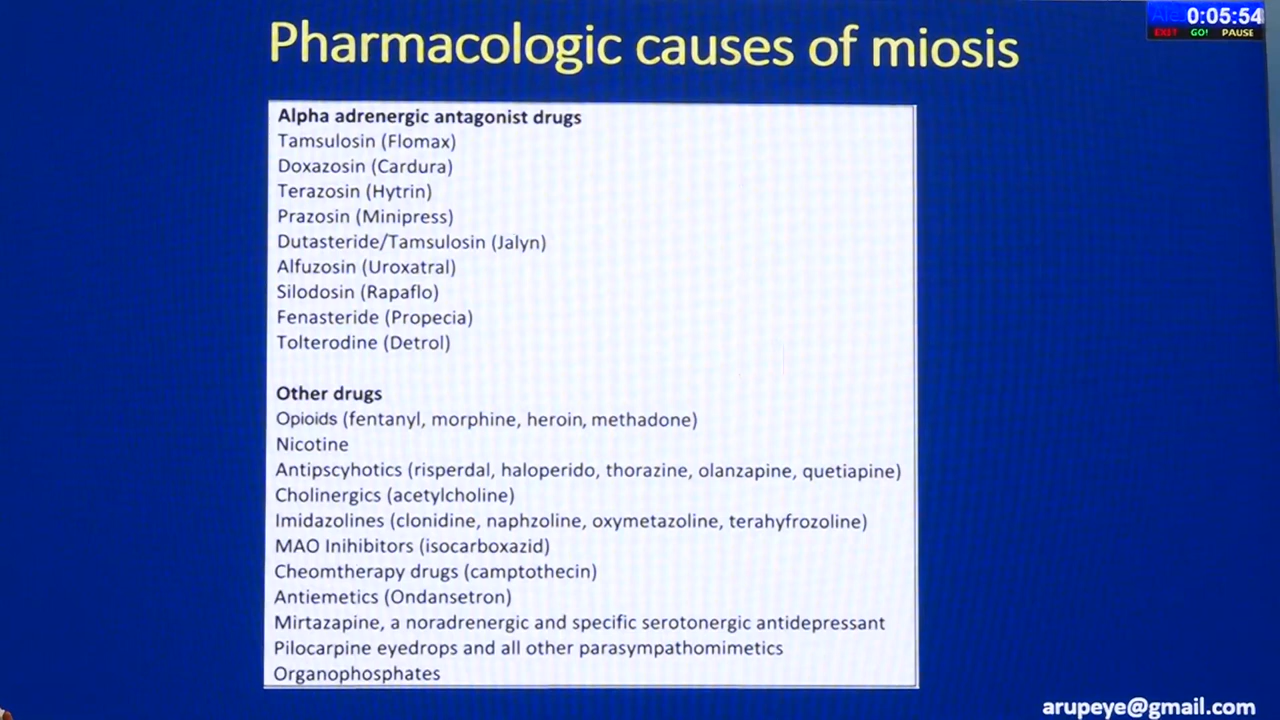 0:05:54
EXIT GO! PAUSE
Pharmacologic causes of miosis
Alpha adrenergic antagonist drugs
Tamsulosin (Flomax)
Doxazosin (Cardura)
Terazosin (Hytrin)
Prazosin (Minipress)
Dutasteride/Tamsulosin (Jalyn)
Alfuzosin (Uroxatral)
Silodosin (Rapaflo)
Fenasteride (Propecia)
Tolterodine (Detrol)
Other drugs
Opioids (fentanyl, morphine, heroin, methadone)
Nicotine
Antipscyhotics (risperdal, haloperido, thorazine, olanzapine, quetiapine)
Cholinergics (acetylcholine)
Imidazolines (clonidine, naphzoline, oxymetazoline, terahyfrozoline)
MAO Inihibitors (isocarboxazid)
Cheomtherapy drugs (camptothecin)
Antiemetics (Ondansetron)
Mirtazapine, a noradrenergic and specific serotonergic antidepressant
Pilocarpine eyedrops and all other parasympathomimetics
Organophosphates
arupeye@gmail.com